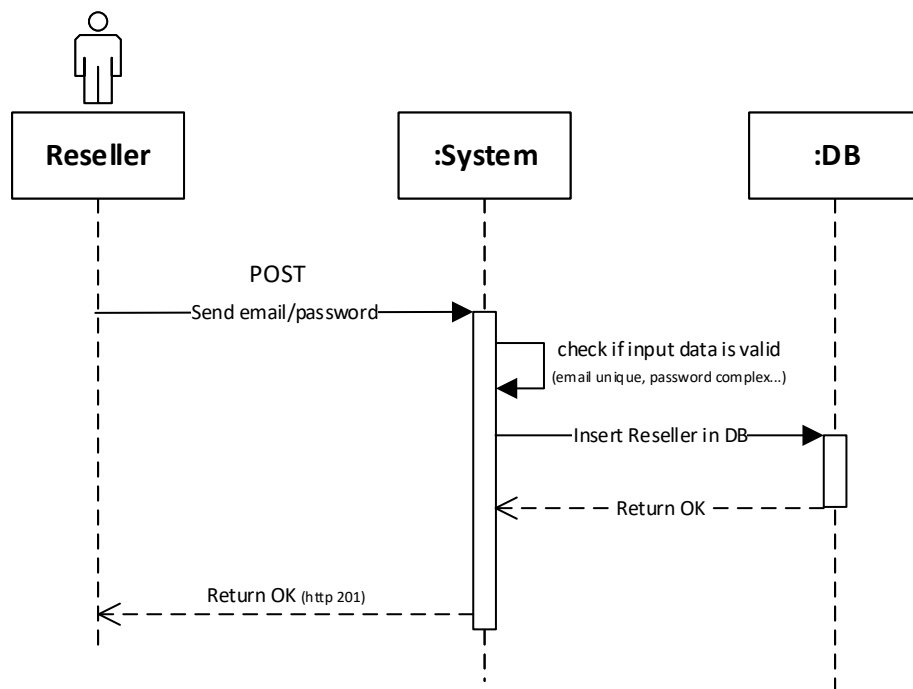 Reseller
:System
:DB
POST
Send email/password
check if input data is valid
(email unique, password complex...)
Insert Reseller in DB
Return OK
Return OK (http 201)